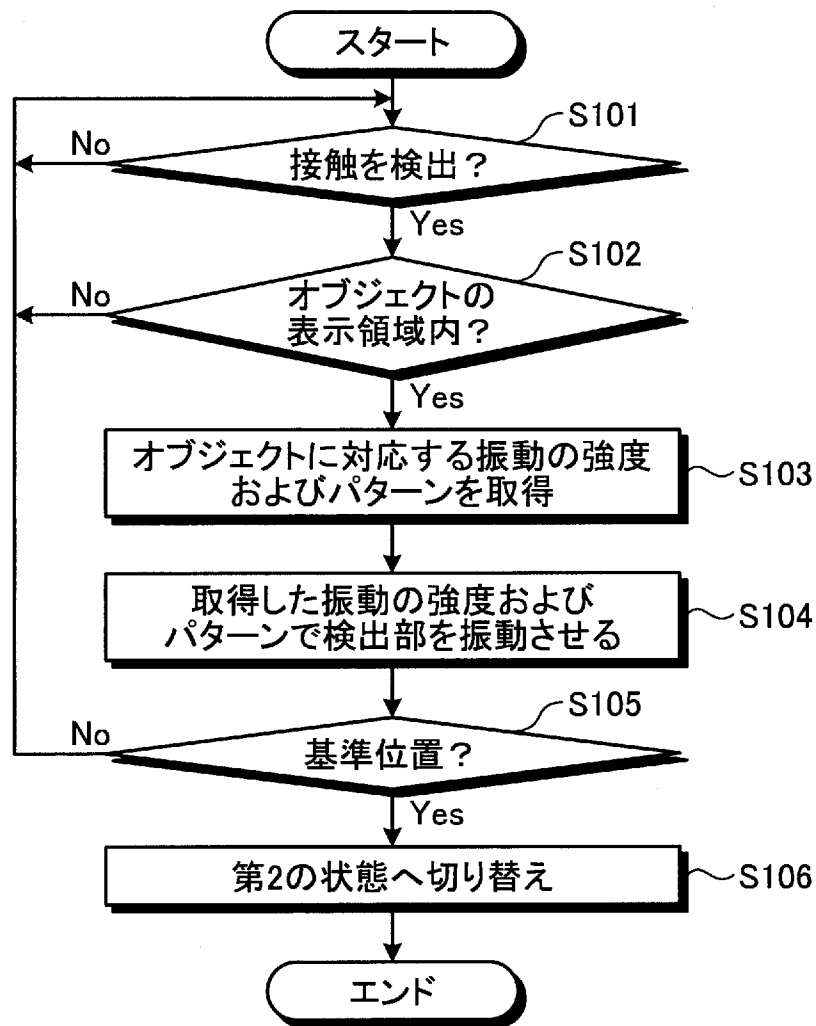 スタート
S101
接触を検出？
No
Yes
S102
オブジェクトの
表示領域内？
No
Yes
オブジェクトに対応する振動の強度
およびパターンを取得
S103
取得した振動の強度および
パターンで検出部を振動させる
S104
S105
基準位置？
No
Yes
第2の状態へ切り替え
S106
エンド